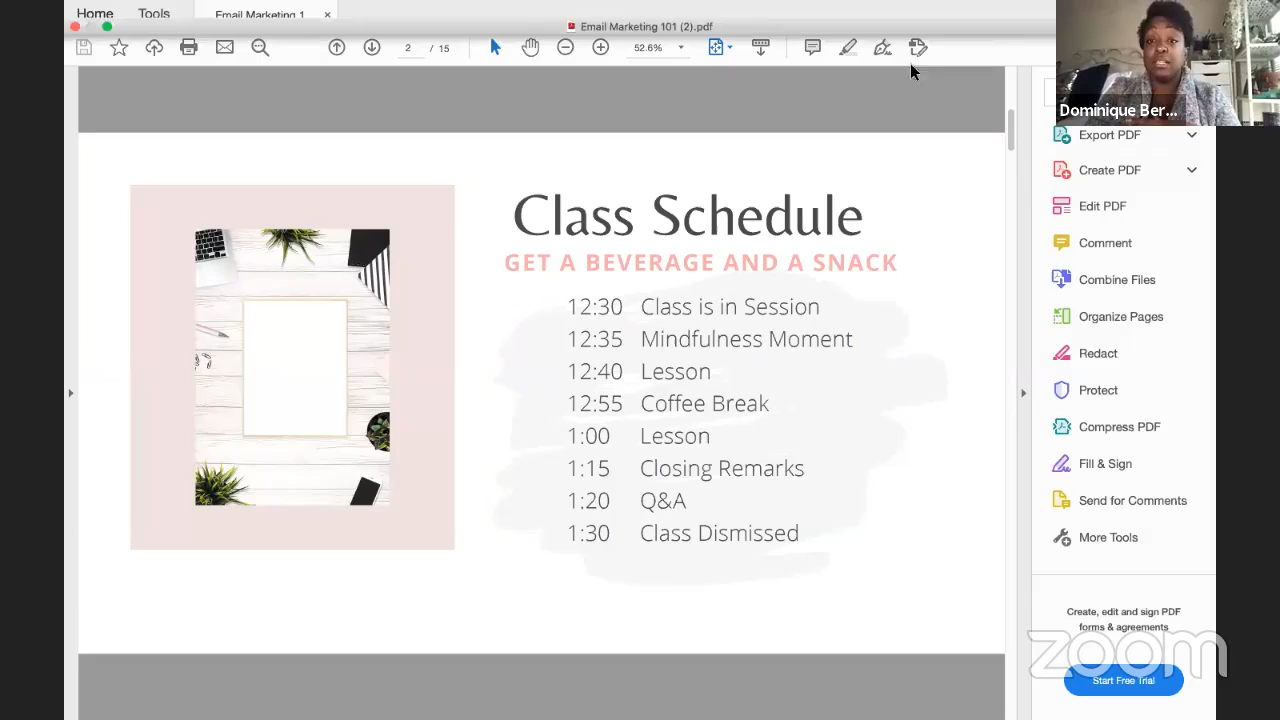 Home Tools Email Marketing 1 ×
Email Marketing 101 (2).pdf
2 / 15 52.6%
Dominique Ber...
Class Schedule
GET A BEVERAGE AND A SNACK
12:30 Class is in Session
12:35 Mindfulness Moment
12:40 Lesson
12:55 Coffee Break
1:00 Lesson
1:15 Closing Remarks
1:20 Q&A
1:30 Class Dismissed
Export PDF
Create PDF
Edit PDF
Comment
Combine Files
Organize Pages
Redact
Protect
Compress PDF
Fill & Sign
Send for Comments
More Tools
Create, edit and sign PDF
forms & agreements
zoom
Start Free Trial